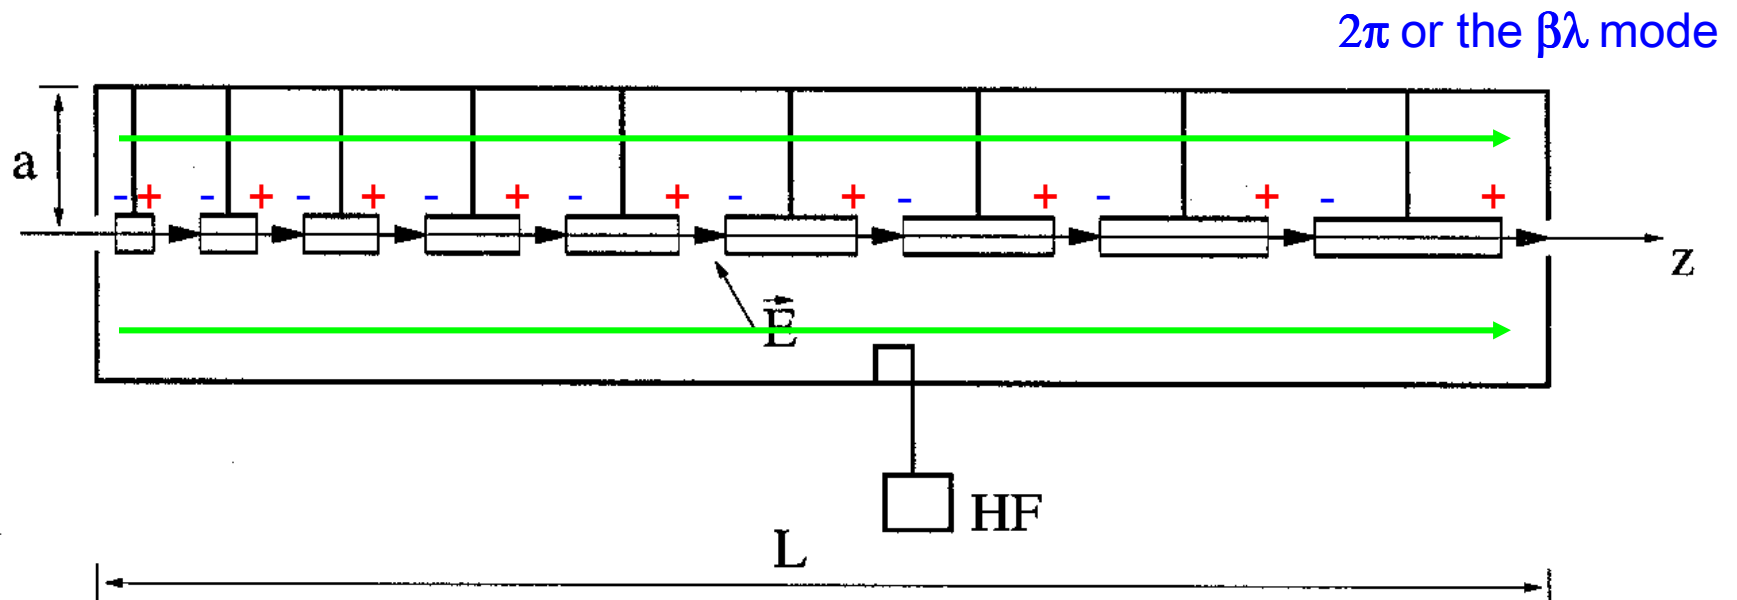 2π or the βλ mode
a
- + - + - + - + - + - + - + - + - +
z
E
HF
L